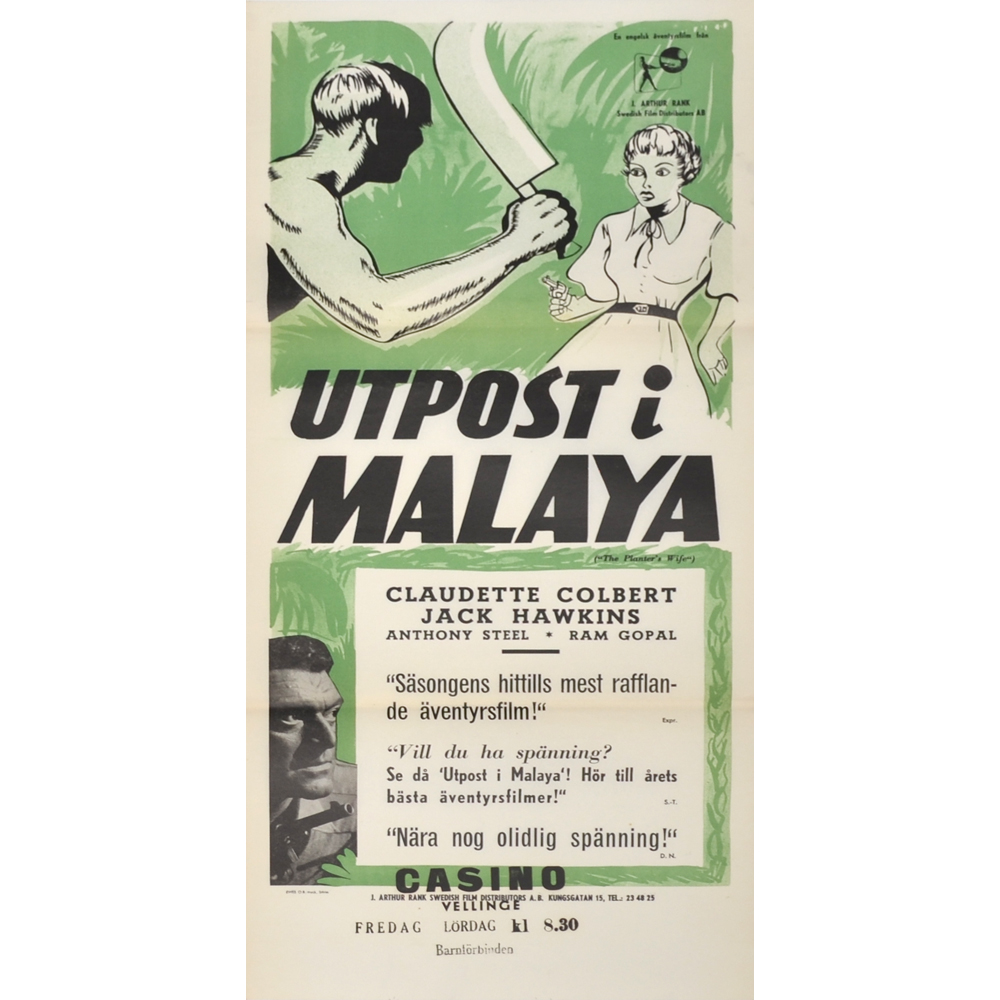 En engelsk äventyrsfilm från
J. ARTHUR RANK
Swedish Film Distributors AB
UTPOST i
MALAYA
("The Planter's Wife")
CLAUDETTE COLBERT
JACK HAWKINS
ANTHONY STEEL * RAM GOPAL
“Säsongens hittills mest rafflan-
de äventyrsfilm!“
Expr.
“Vill du ha spänning?
Se då 'Utpost i Malaya'! Hör till årets
bästa äventyrsfilmer!“
S.-T.
“Nära nog olidlig spänning!“
D. N.
CASINO
J. ARTHUR RANK SWEDISH FILM DISTRIBUTORS A. B. KUNGSGATAN 15, TEL.: 23 48 25
VELLINGE
FREDAG LÖRDAG kl 8.30
Barnförbjuden